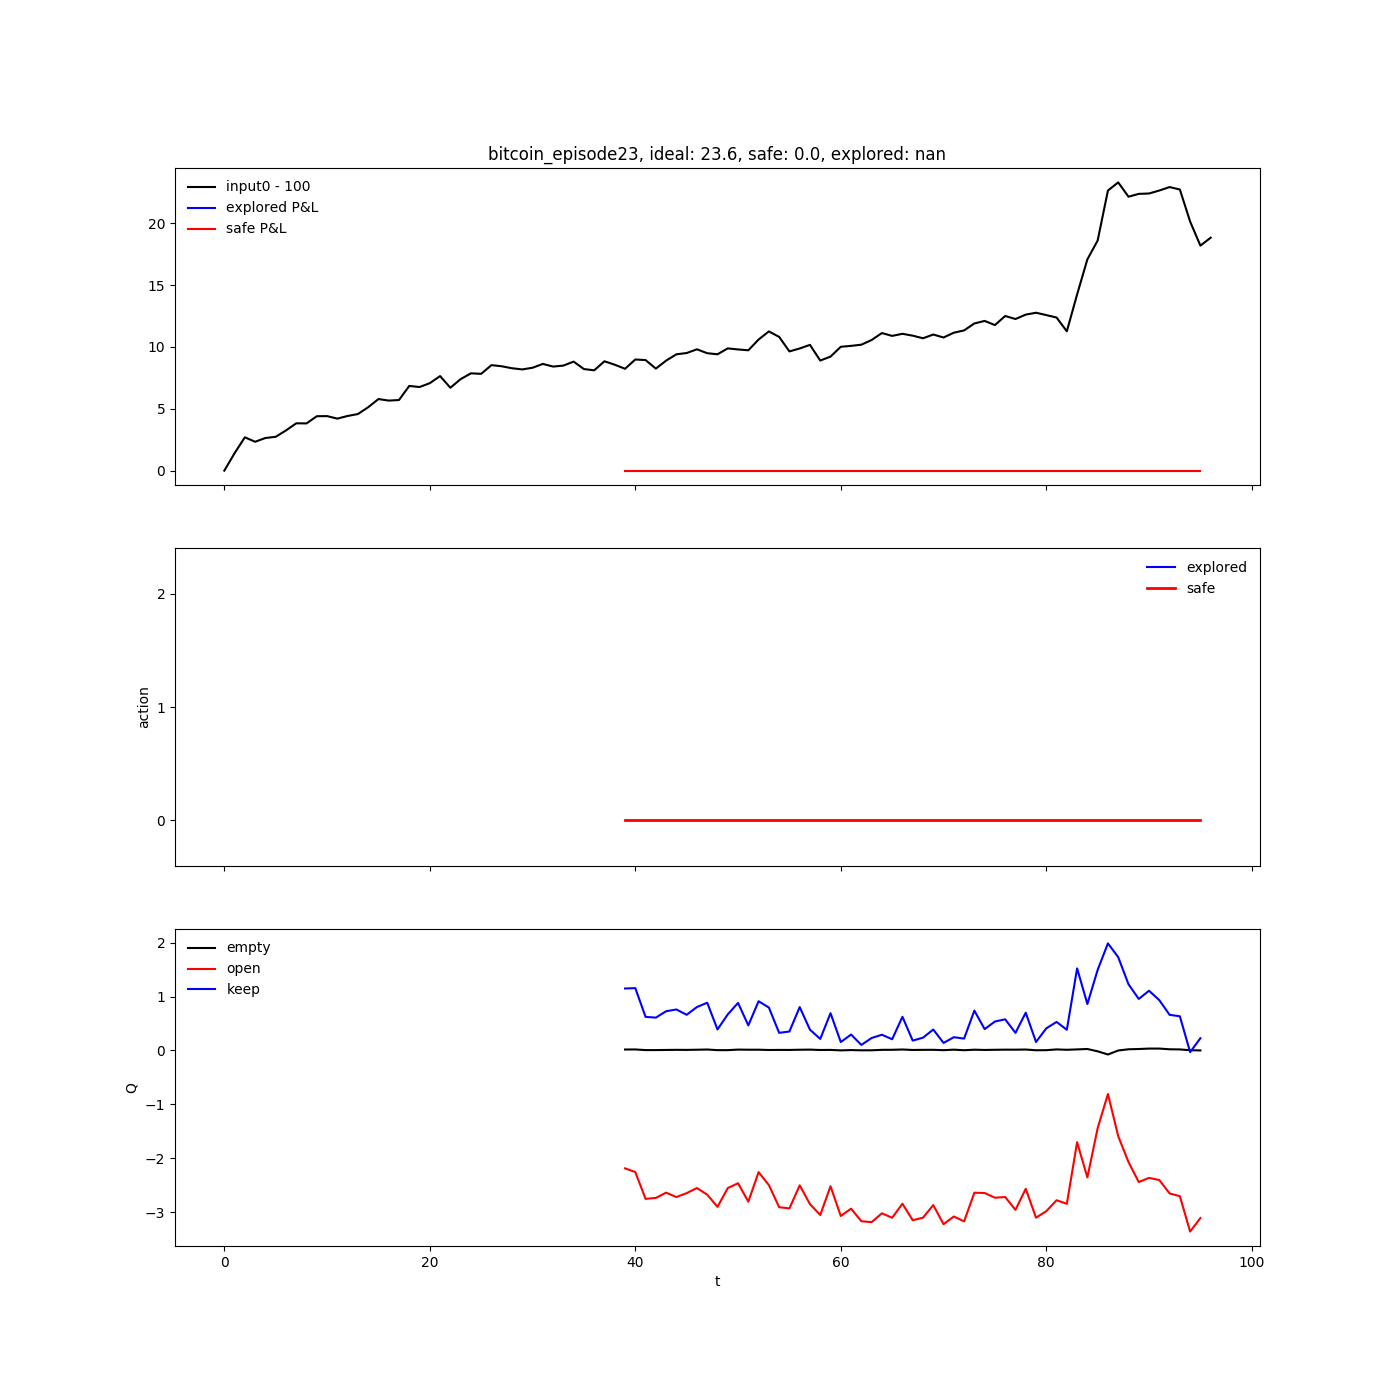 bitcoin_episode23, ideal: 23.6, safe: 0.0, explored: nan
input0 - 100
explored P&L
safe P&L
20
15
10
5
0
explored
safe
2
1
0
action
empty
open
keep
2
1
0
−1
−2
−3
Q
0 20 40 60 80 100
t